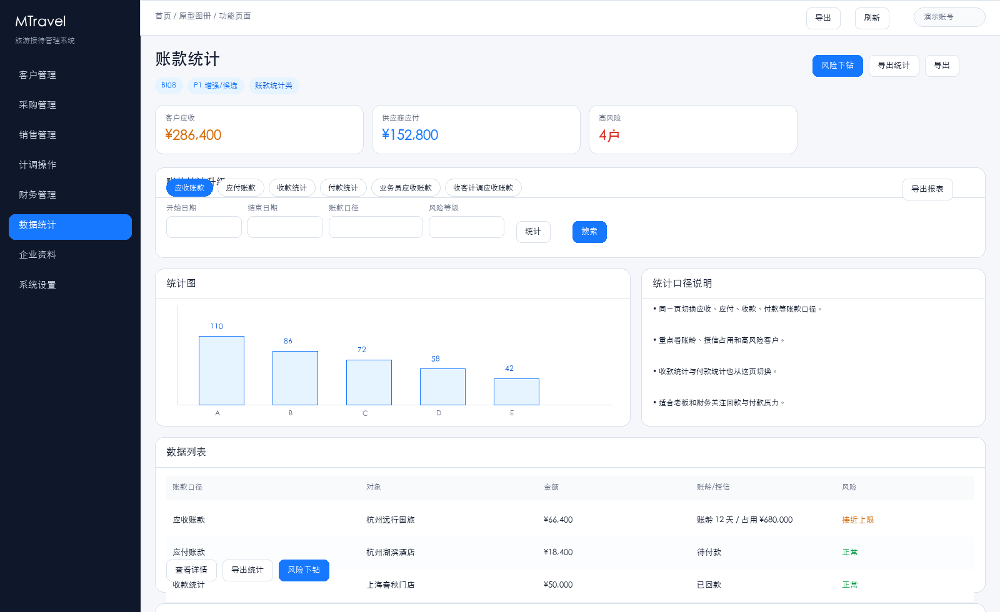 MTravel
旅游接待管理系统
客户管理
采购管理
销售管理
计调操作
财务管理
数据统计
企业资料
系统设置
首页 / 原型图册 / 功能页面
导出
刷新
演示账号
账款统计
风险下钻
导出统计
导出
BI08
P1 增强/候选
账款统计类
客户应收
¥286,400
供应商应付
¥152,800
高风险
4户
应收账款
应付账款
收款统计
付款统计
业务员应收账款
收客计调应收账款
导出报表
开始日期
结束日期
账款口径
风险等级
统计
搜索
统计图
110
86
72
58
42
A
B
C
D
E
统计口径说明
• 同一页切换应收、应付、收款、付款等账款口径。
• 重点看账龄、授信占用和高风险客户。
• 收款统计与付款统计也从这页切换。
• 适合老板和财务关注回款与付款压力。
数据列表
账款口径 对象 金额 账龄/授信 风险
应收账款 杭州远行国旅 ¥66,400 账龄 12 天 / 占用 ¥680,000 接近上限
应付账款 杭州湖滨酒店 ¥18,400 待付款 正常
查看详情
导出统计
风险下钻
收款统计 上海春秋门店 ¥50,000 已回款 正常